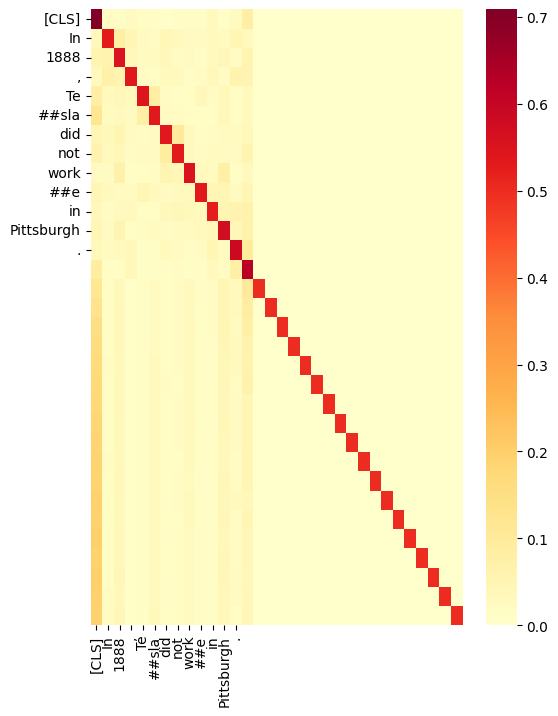 [CLS]
In
1888
,
Te
##sla
did
not
work
##e
in
Pittsburgh
.
0.7
0.6
0.5
0.4
0.3
0.2
0.1
0.0
[CLS]
In
1888
,
Te
##sla
did
not
work
##e
in
Pittsburgh
.